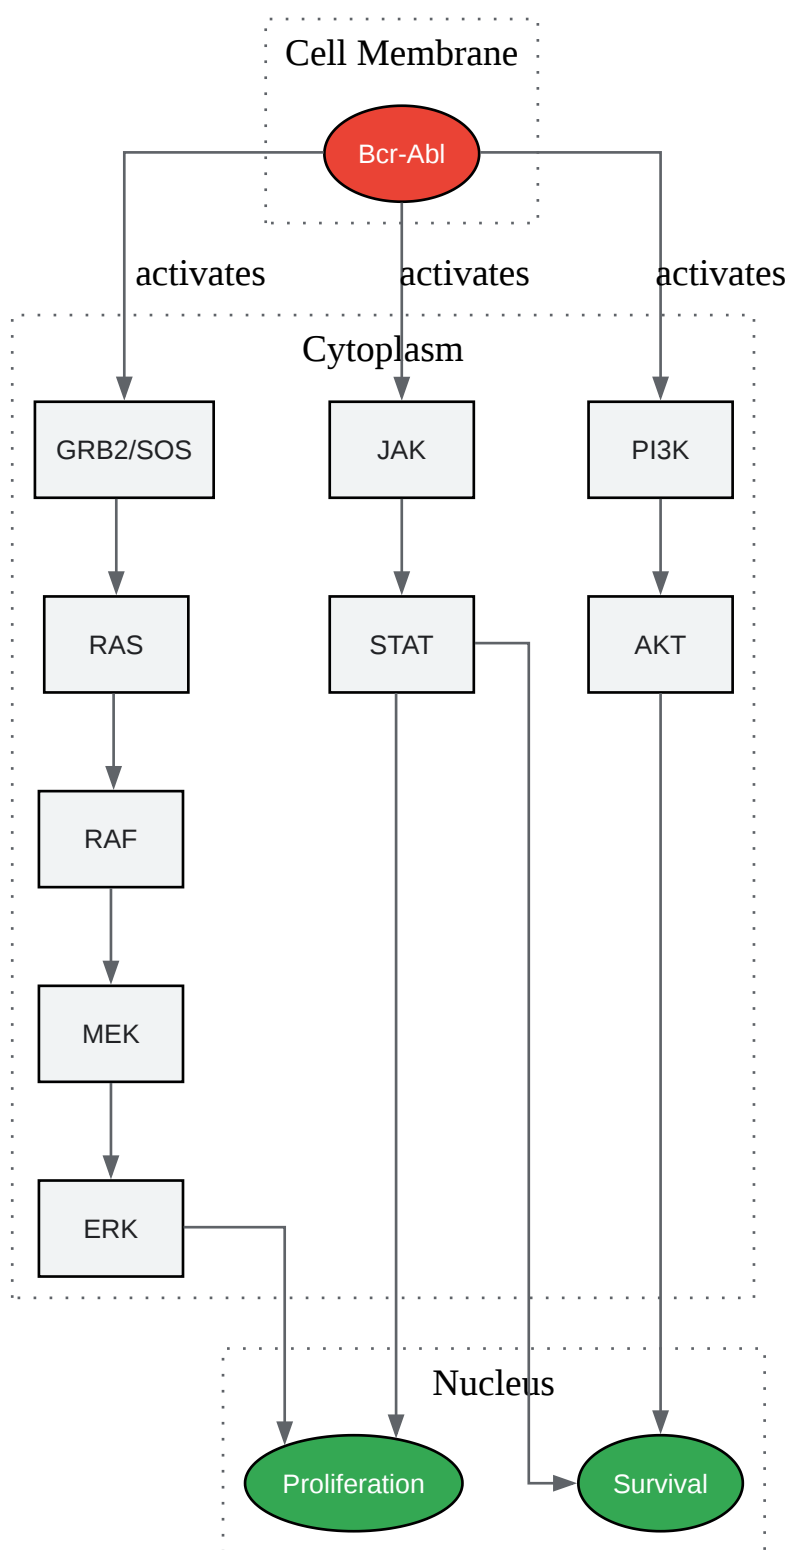 Cell Membrane
Bcr-Abl
activates activates activates
Cytoplasm
GRB2/SOS JAK PI3K
RAS STAT AKT
RAF
MEK
ERK
Nucleus
Proliferation Survival